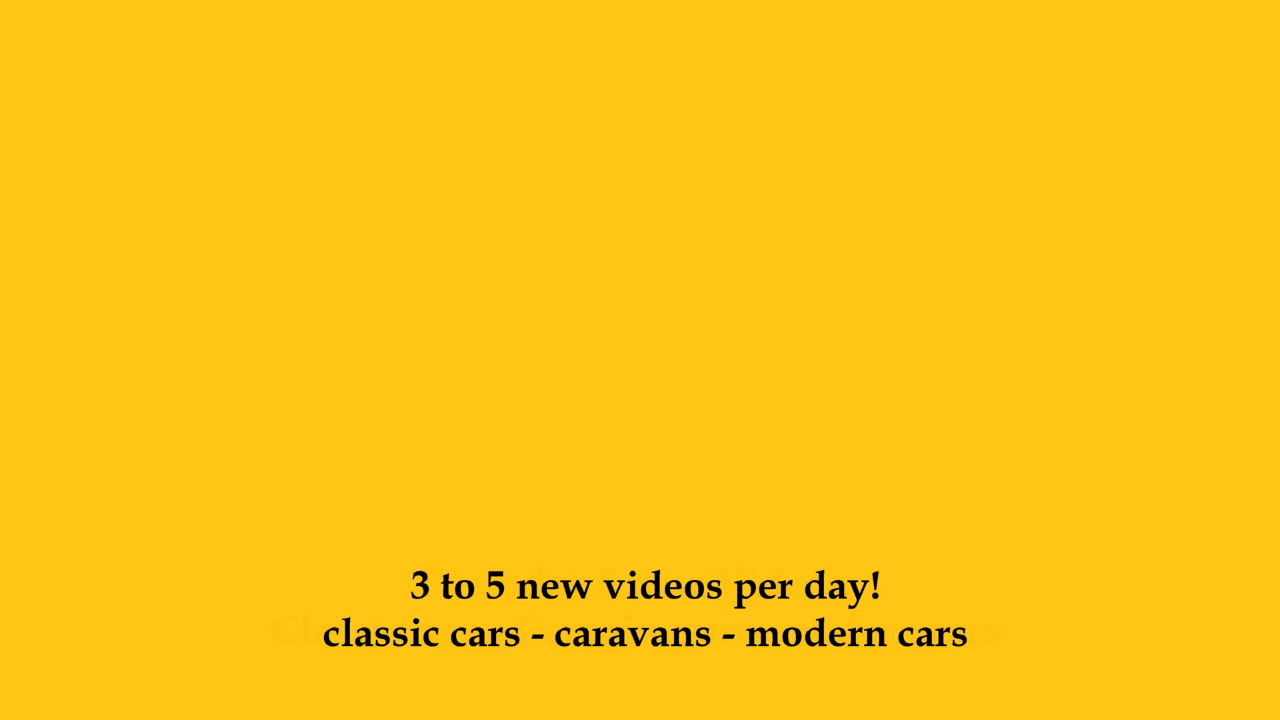 3 to 5 new videos per day!
classic cars - caravans - modern cars